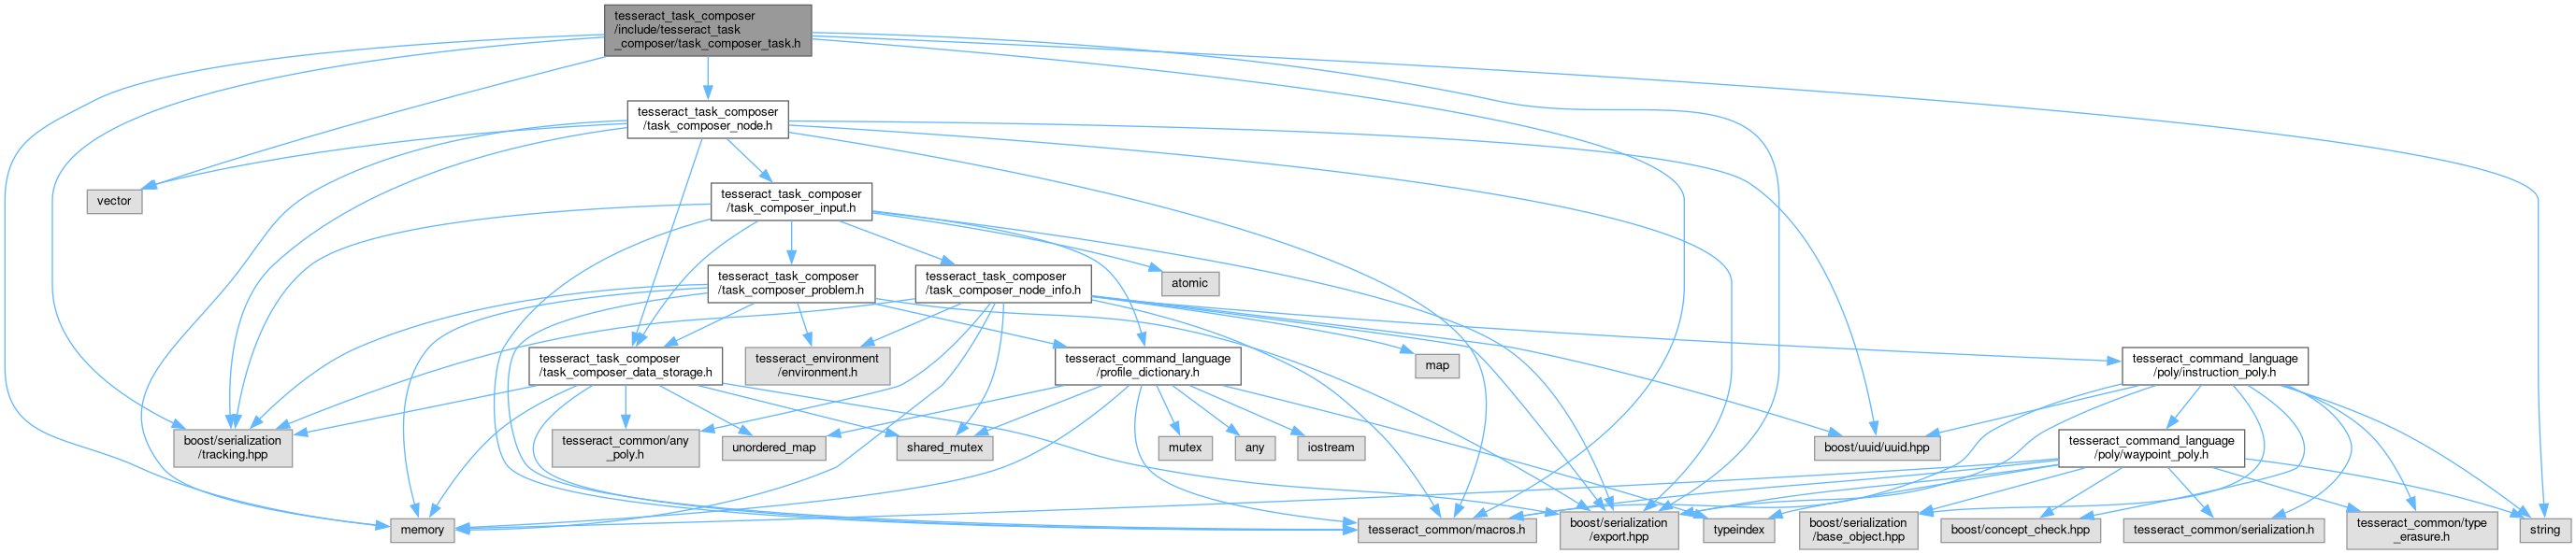 tesseract_task_composer
/include/tesseract_task
_composer/task_composer_task.h
tesseract_task_composer
/task_composer_node.h
vector
tesseract_task_composer
/task_composer_input.h
tesseract_task_composer
/task_composer_problem.h
tesseract_task_composer
/task_composer_node_info.h
atomic
tesseract_task_composer
/task_composer_data_storage.h
tesseract_environment
/environment.h
tesseract_command_language
/profile_dictionary.h
map
tesseract_command_language
/poly/instruction_poly.h
boost/serialization
/tracking.hpp
tesseract_common/any
_poly.h
unordered_map
shared_mutex
mutex
any
iostream
boost/uuid/uuid.hpp
tesseract_command_language
/poly/waypoint_poly.h
memory
tesseract_common/macros.h
boost/serialization
/export.hpp
typeindex
boost/serialization
/base_object.hpp
boost/concept_check.hpp
tesseract_common/serialization.h
tesseract_common/type
_erasure.h
string